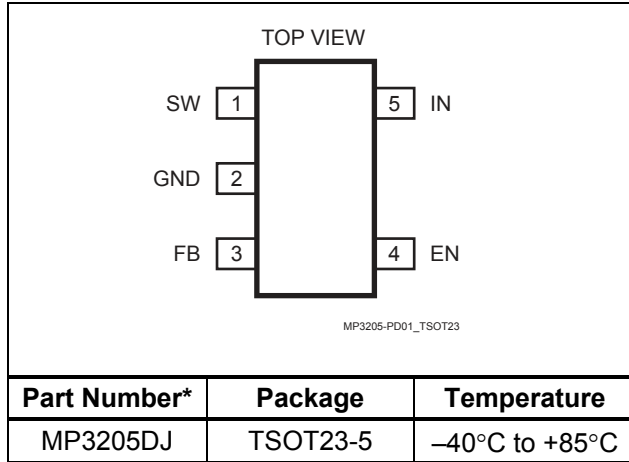 TOP VIEW
SW 1 5 IN
GND 2
FB 3 4 EN
MP3205-PD01_TSOT23
Part Number* Package Temperature
MP3205DJ TSOT23-5 –40°C to +85°C